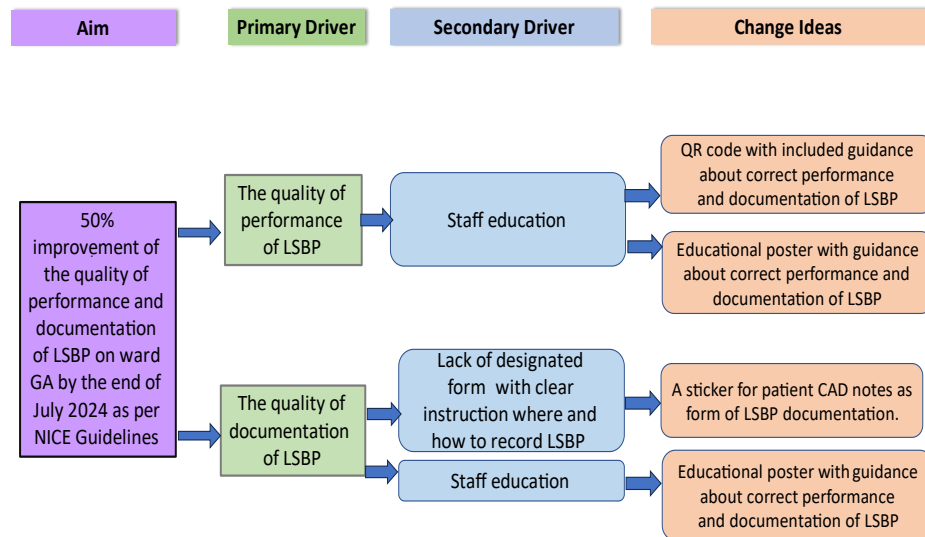 Aim
Primary Driver
Secondary Driver
Change Ideas
50%
improvement of
the quality of
performance and
documentation
of LSBP on ward
GA by the end of
July 2024 as per
NICE Guidelines
The quality of
performance
of LSBP
Staff education
QR code with included guidance
about correct performance
and documentation of LSBP
Educational poster with guidance
about correct performance and
documentation of LSBP
The quality of
documentation
of LSBP
Lack of designated
form with clear
instruction where and
how to record LSBP
A sticker for patient CAD notes as
form of LSBP documentation.
Staff education
Educational poster with guidance
about correct performance
and documentation of LSBP